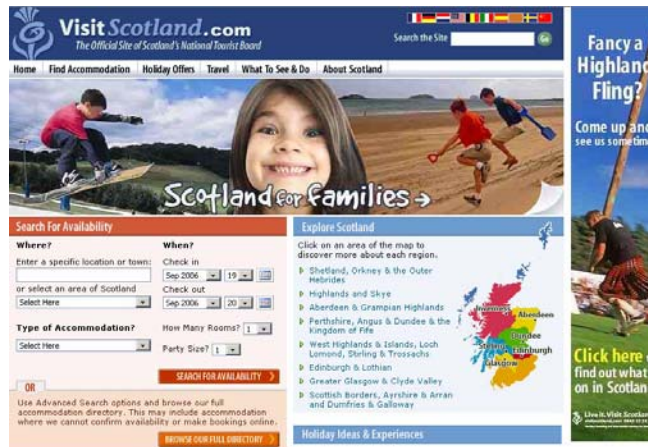 VisitScotland.com
The Official Site of Scotland's National Tourist Board
Search the Site
Go
Home Find Accommodation Holiday Offers Travel What To See & Do About Scotland
Scotland for families
Search For Availability
Where?
When?
Enter a specific location or town:
Check in
Sep 2006 19
or select an area of Scotland
Check out
Select Here
Sep 2006 20
Type of Accommodation?
How Many Rooms? 1
Select Here
Party Size? 1
SEARCH FOR AVAILABILITY
OR
Use Advanced Search options and browse our full
accommodation directory. This may include accommodation
where we cannot confirm availability or make bookings online.
BROWSE OUR FULL DIRECTORY
Explore Scotland
Click on an area of the map to
discover more about each region.
Shetland, Orkney & the Outer
Hebrides
Highlands and Skye
Aberdeen & Grampian Highlands
Perthshire, Angus & Dundee & the
Kingdom of Fife
West Highlands & Islands, Loch
Lomond, Stirling & Trossachs
Edinburgh & Lothian
Greater Glasgow & Clyde Valley
Scottish Borders, Ayrshire & Arran
and Dumfries & Galloway
Inverness
Aberdeen
Dundee
Stirling
Edinburgh
Glasgow
Holiday Ideas & Experiences
Fancy a
Highland
Fling?
Come up and
see us sometim
Click here
find out what
on in Scotlan
Live it. Visit Scotlan